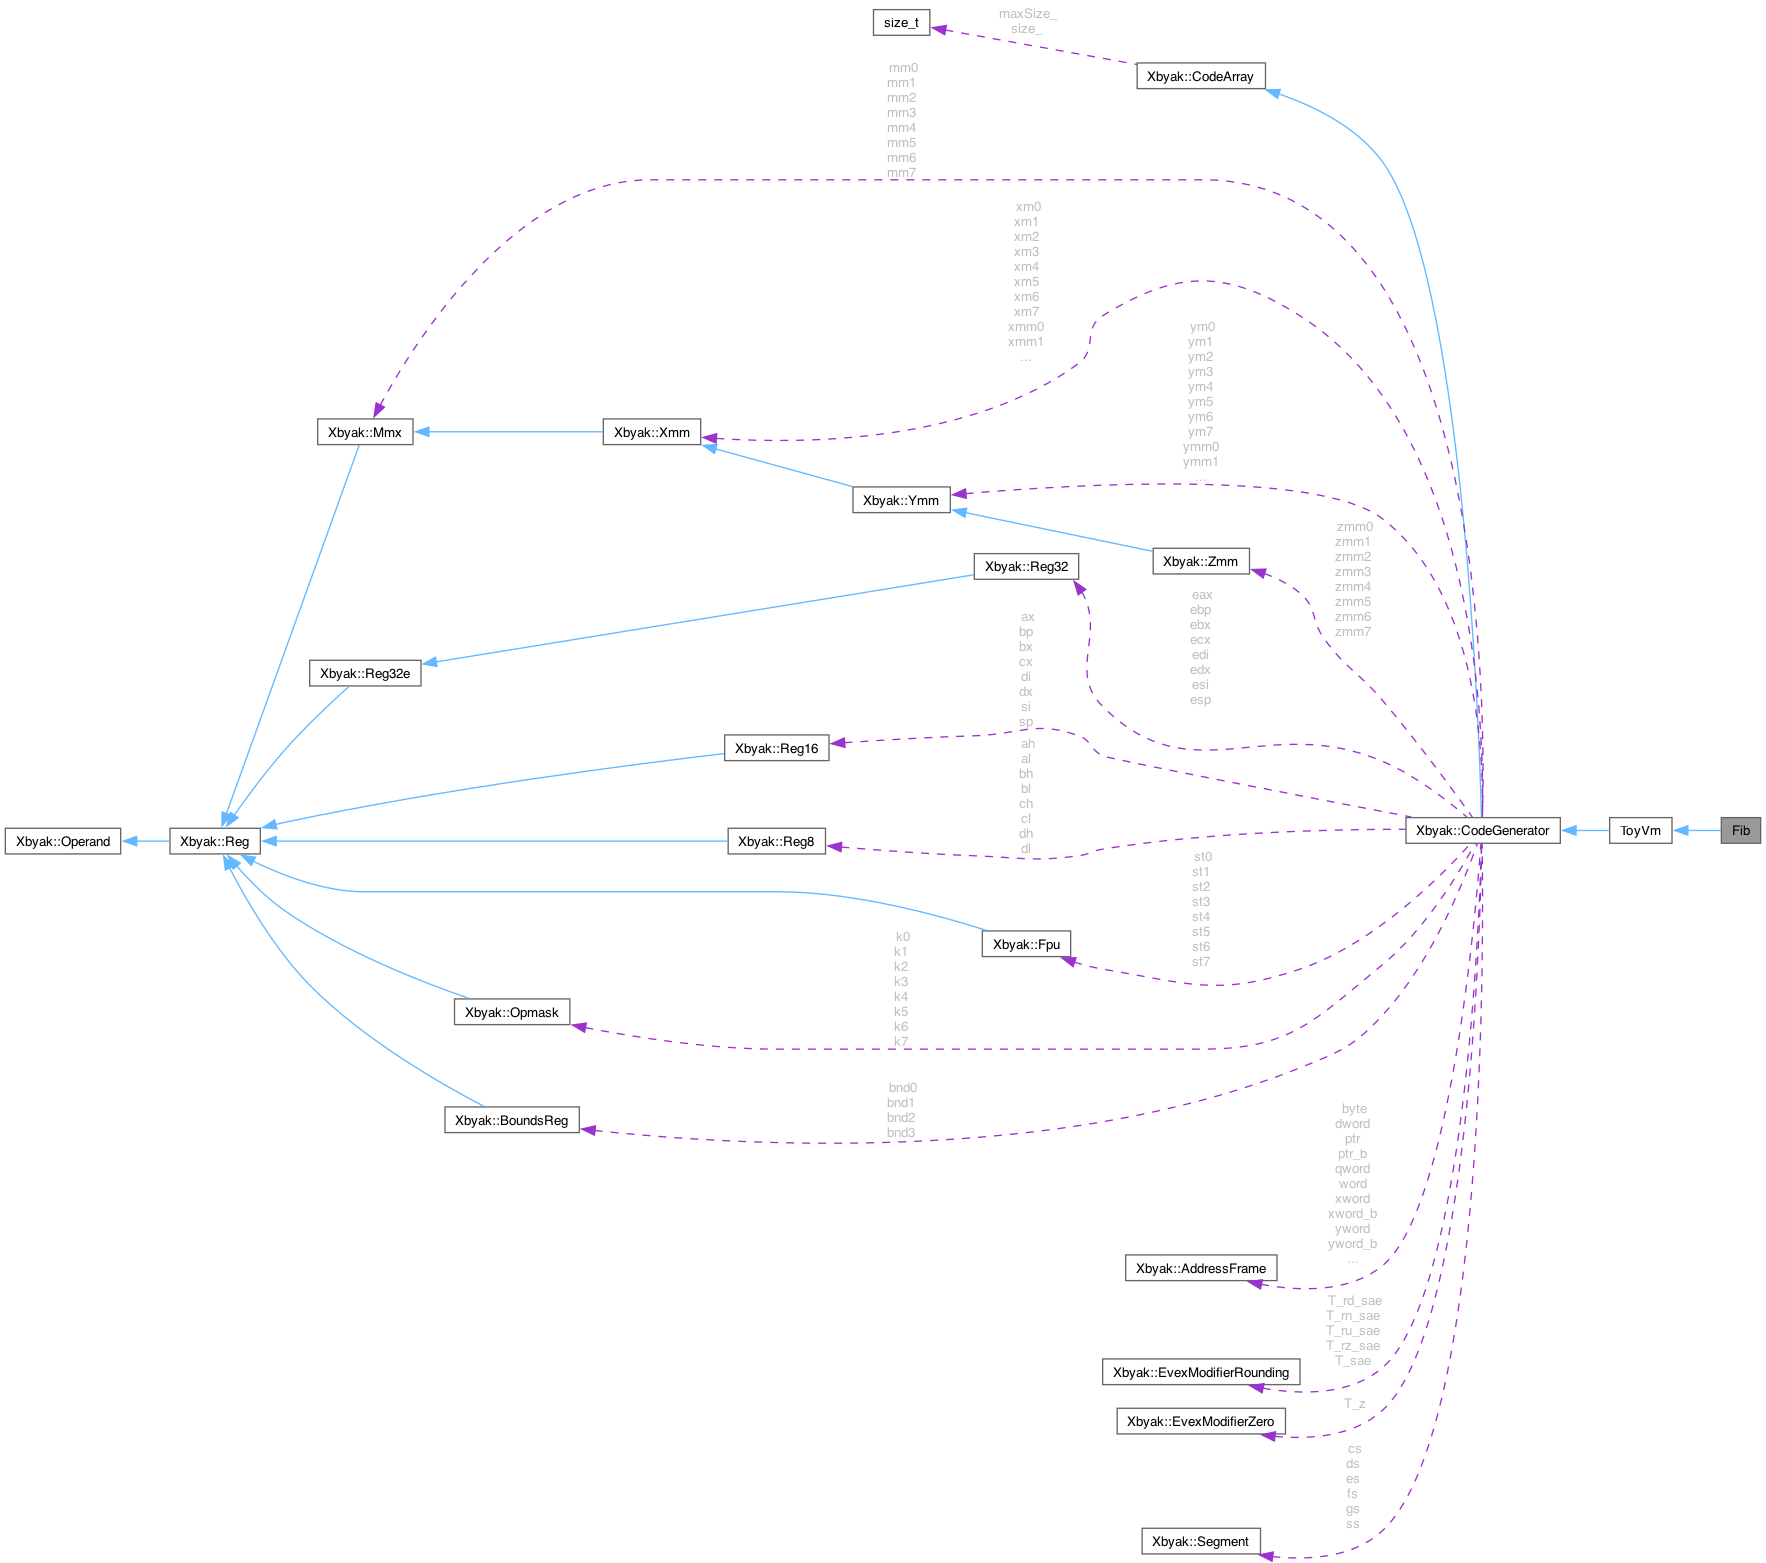 size_t
maxSize_
size_
Xbyak::CodeArray
mm0
mm1
mm2
mm3
mm4
mm5
mm6
mm7
xm0
xm1
xm2
xm3
xm4
xm5
xm6
xm7
xmm0
xmm1
...
ym0
ym1
ym2
ym3
ym4
ym5
ym6
ym7
ymm0
ymm1
...
Xbyak::Mmx
Xbyak::Xmm
Xbyak::Ymm
Xbyak::Zmm
zmm0
zmm1
zmm2
zmm3
zmm4
zmm5
zmm6
zmm7
Xbyak::Reg32
eax
ebp
ebx
ecx
edi
edx
esi
esp
ax
bp
bx
cx
di
dx
si
sp
Xbyak::Reg32e
Xbyak::Reg16
ah
al
bh
bl
ch
cl
dh
dl
Xbyak::Operand
Xbyak::Reg
Xbyak::Reg8
Xbyak::CodeGenerator
ToyVm
Fib
st0
st1
st2
st3
st4
st5
st6
st7
Xbyak::Fpu
k0
k1
k2
k3
k4
k5
k6
k7
Xbyak::Opmask
bnd0
bnd1
bnd2
bnd3
Xbyak::BoundsReg
byte
dword
ptr
ptr_b
qword
word
xword
xword_b
yword
yword_b
...
Xbyak::AddressFrame
T_rd_sae
T_rn_sae
T_ru_sae
T_rz_sae
T_sae
Xbyak::EvexModifierRounding
T_z
Xbyak::EvexModifierZero
cs
ds
es
fs
gs
ss
Xbyak::Segment